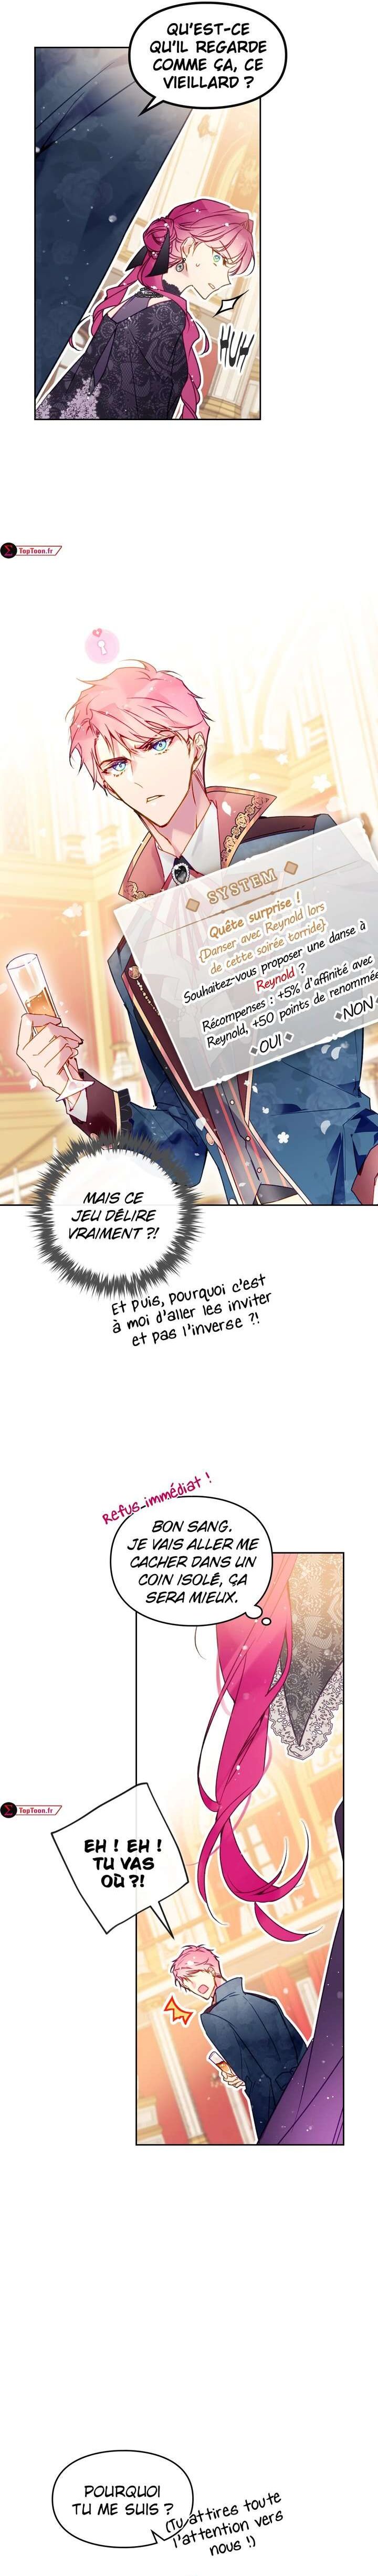 QU'EST-CE
QU'IL REGARDE
COMME ÇA, CE
VIEILLARD ?
HUH
TopToon.fr
SYSTEM
Quête surprise !
{Danser avec Reynold lors
de cette soirée torride}
Souhaitez-vous proposer une danse à
Reynold ?
Récompenses : +5% d'affinité avec
Reynold, +50 points de renommée
OUI
NON
MAIS CE
JEU DÉLIRE
VRAIMENT ?!
Et puis, pourquoi c'est
à moi d'aller les inviter
et pas l'inverse ?!
Refus immédiat !
BON SANG.
JE VAIS ALLER ME
CACHER DANS UN
COIN ISOLÉ, ÇA
SERA MIEUX.
TopToon.fr
EH ! EH !
TU VAS
OÙ ?!
POURQUOI
TU ME SUIS ?
(Tu attires toute
l'attention vers
nous !)